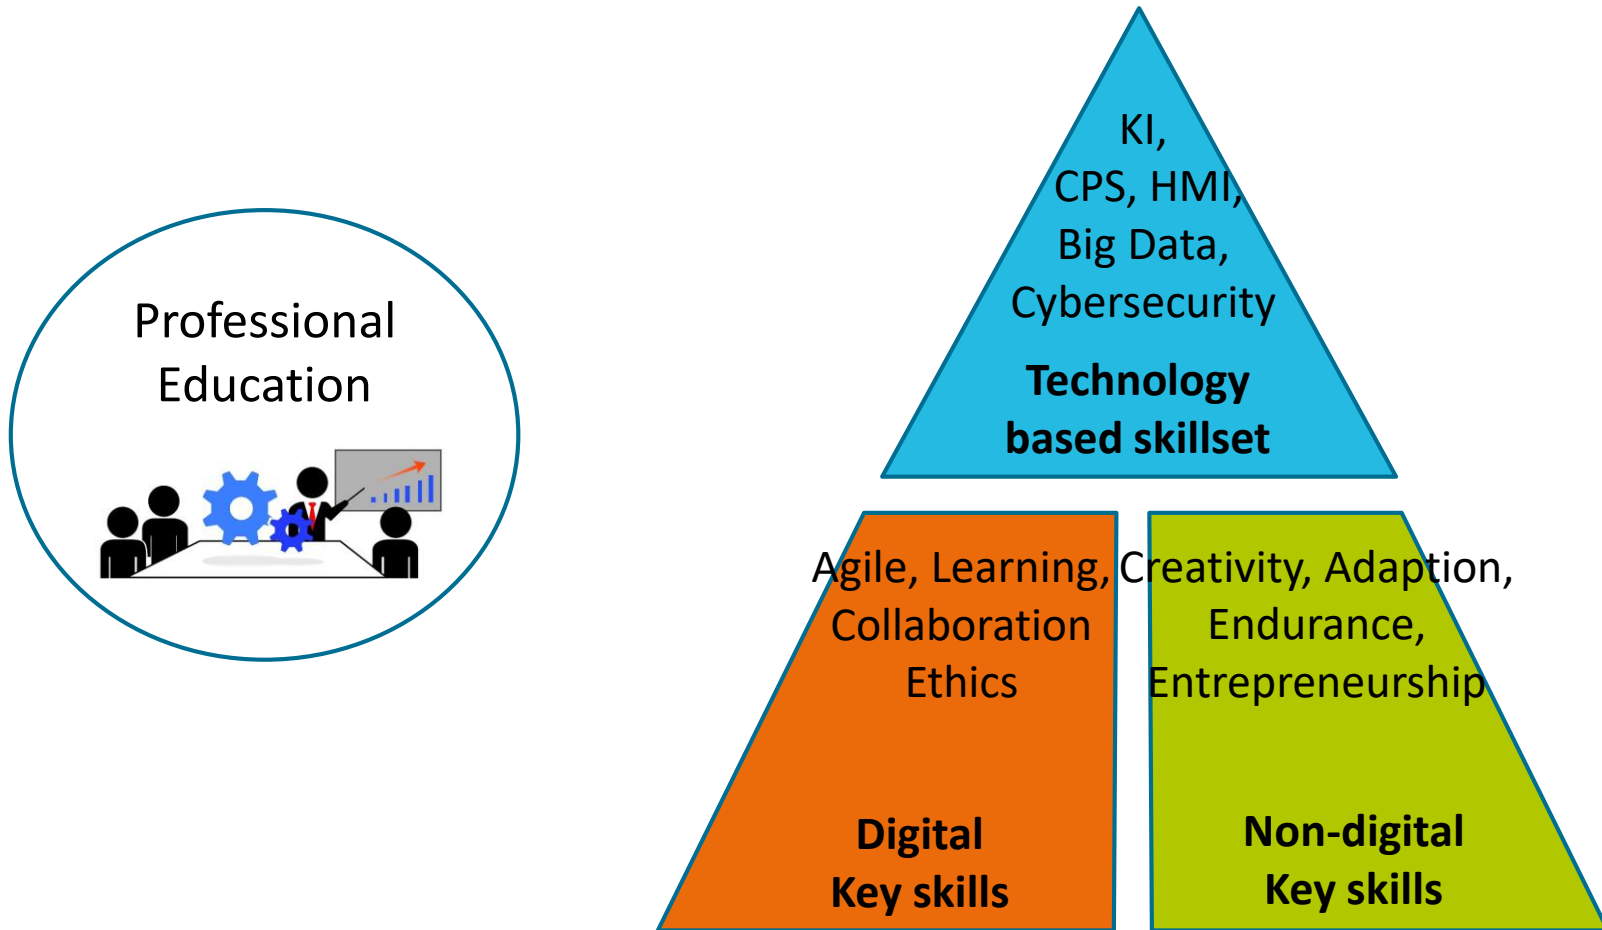 Professional
Education
KI,
CPS, HMI,
Big Data,
Cybersecurity
Technology
based skillset
Agile, Learning,
Collaboration
Ethics
Digital
Key skills
Creativity, Adaption,
Endurance,
Entrepreneurship
Non-digital
Key skills